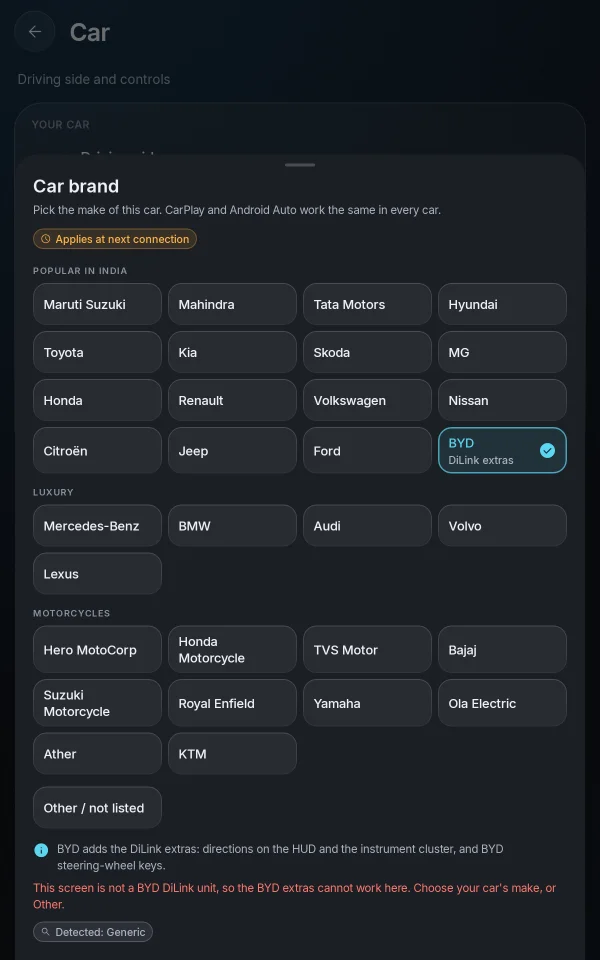 Car
Driving side and controls
YOUR CAR
Car brand
Pick the make of this car. CarPlay and Android Auto work the same in every car.
Applies at next connection
POPULAR IN INDIA
Maruti Suzuki
Mahindra
Tata Motors
Hyundai
Toyota
Kia
Skoda
MG
Honda
Renault
Volkswagen
Nissan
Citroën
Jeep
Ford
BYD
DiLink extras
LUXURY
Mercedes-Benz
BMW
Audi
Volvo
Lexus
MOTORCYCLES
Hero MotoCorp
Honda
Motorcycle
TVS Motor
Bajaj
Suzuki
Motorcycle
Royal Enfield
Yamaha
Ola Electric
Ather
KTM
Other / not listed
BYD adds the DiLink extras: directions on the HUD and the instrument cluster, and BYD
steering-wheel keys.
This screen is not a BYD DiLink unit, so the BYD extras cannot work here. Choose your car's make, or
Other.
Detected: Generic